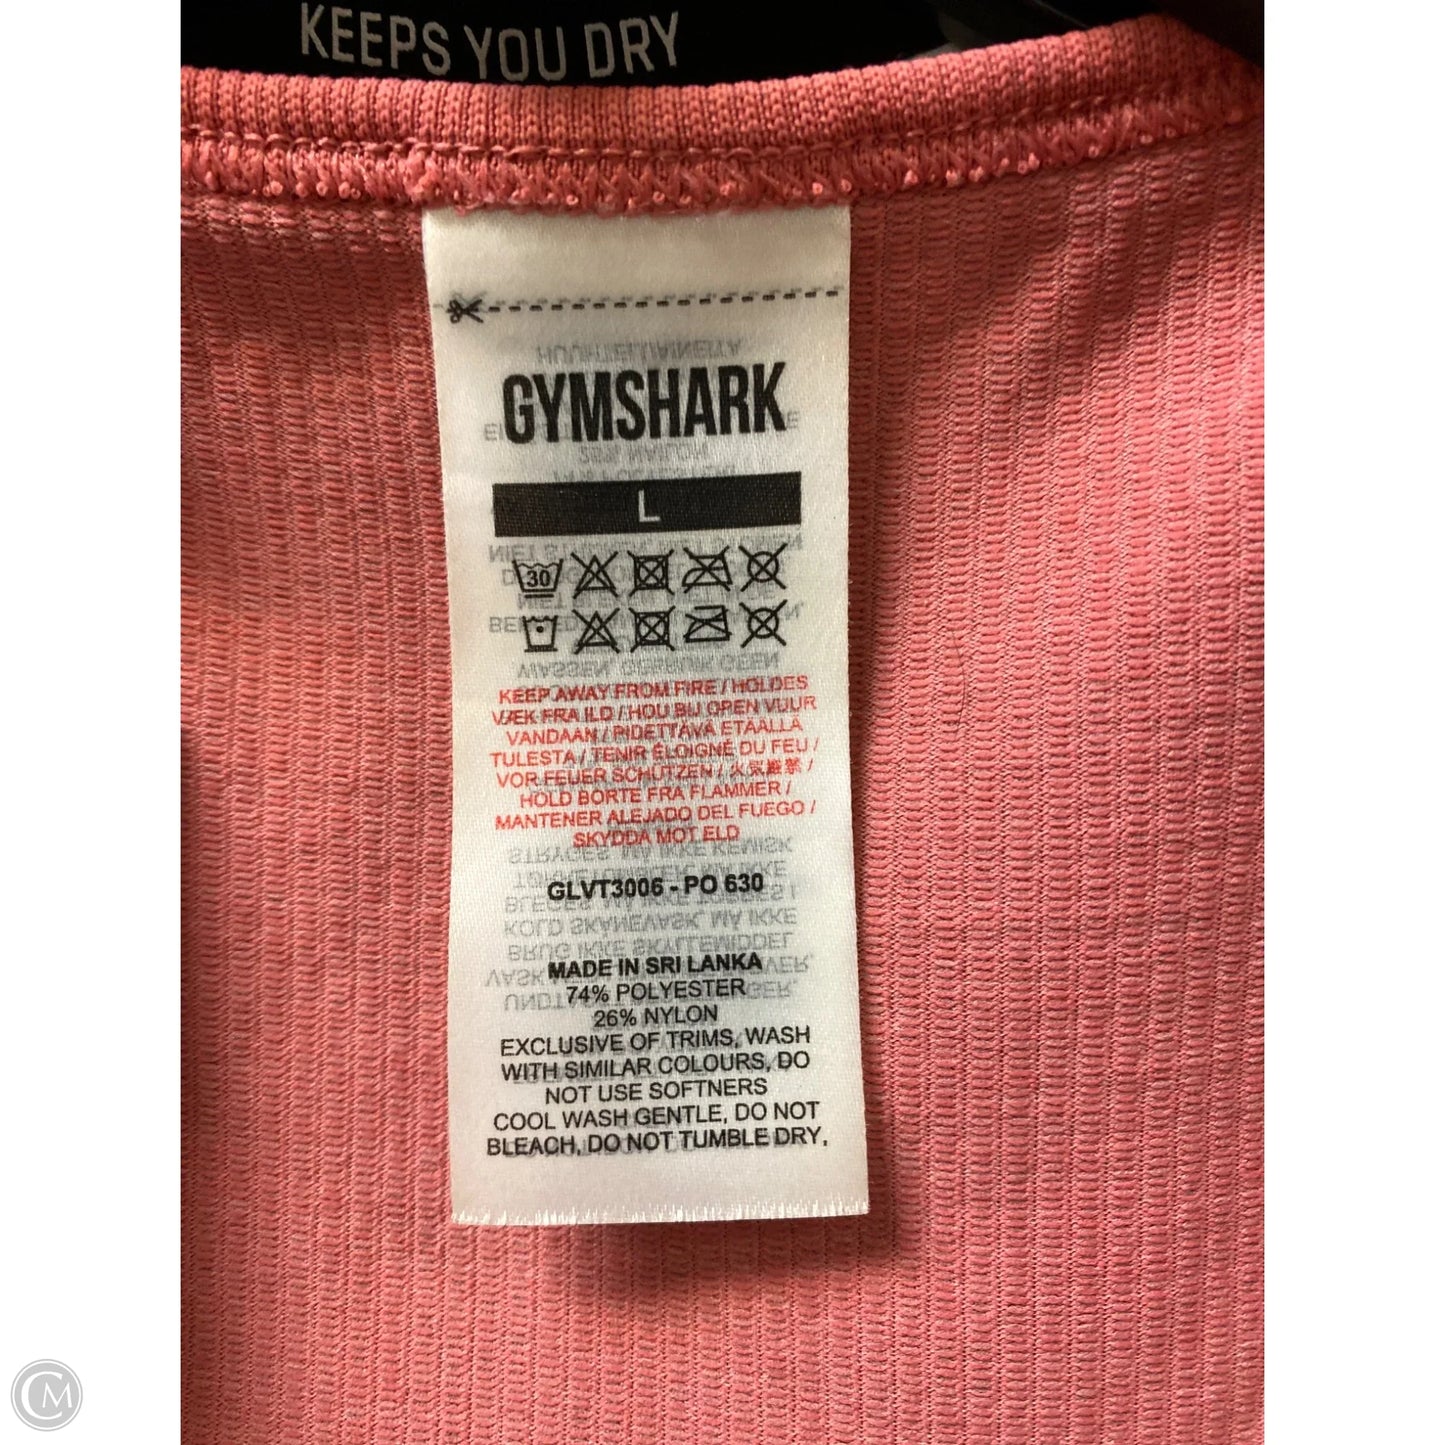 KEEPS YOU DRY
GYMSHARK
L
30
KEEP AWAY FROM FIRE / HOLDES
VÆK FRA ILD / HOU BIJ OPEN VUUR
VANDAAN / PIDETTÄVÄ ETÄÄLLÄ
TULESTA / TENIR ÉLOIGNÉ DU FEU /
VOR FEUER SCHÜTZEN / 火気厳禁 /
HOLD BORTE FRA FLAMMER /
MANTENER ALEJADO DEL FUEGO /
SKYDDA MOT ELD
GLVT3006 - PO 630
MADE IN SRI LANKA
74% POLYESTER
26% NYLON
EXCLUSIVE OF TRIMS, WASH
WITH SIMILAR COLOURS, DO
NOT USE SOFTNERS
COOL WASH GENTLE, DO NOT
BLEACH, DO NOT TUMBLE DRY,
CM